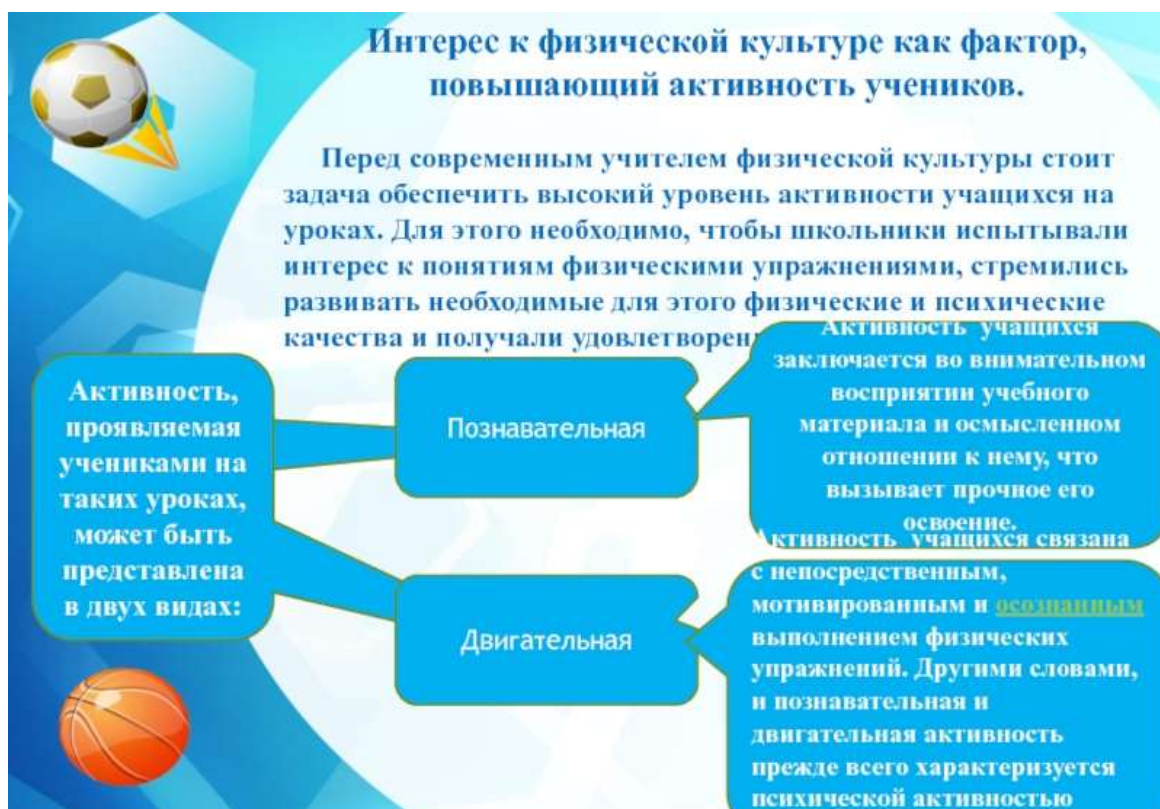 Интерес к физической культуре как фактор,
повышающий активность учеников.
Перед современным учителем физической культуры стоит
задача обеспечить высокий уровень активности учащихся на
уроках. Для этого необходимо, чтобы школьники испытывали
интерес к понятиям физическими упражнениями, стремились
развивать необходимые для этого физические и психические
качества и получали
Активность,
проявляемая
учениками на
таких уроках,
может быть
представлена
в двух видах:
Познавательная
Активность учащихся
заключается во внимательном
восприятии учебного
материала и осмысленном
отношении к нему, что
вызывает прочное его
освоение.
Двигательная
Активность учащихся связана
с непосредственным,
мотивированным и осознанным
выполнением физических
упражнений. Другими словами,
и познавательная и
двигательная активность
прежде всего характеризуется
психической активностью